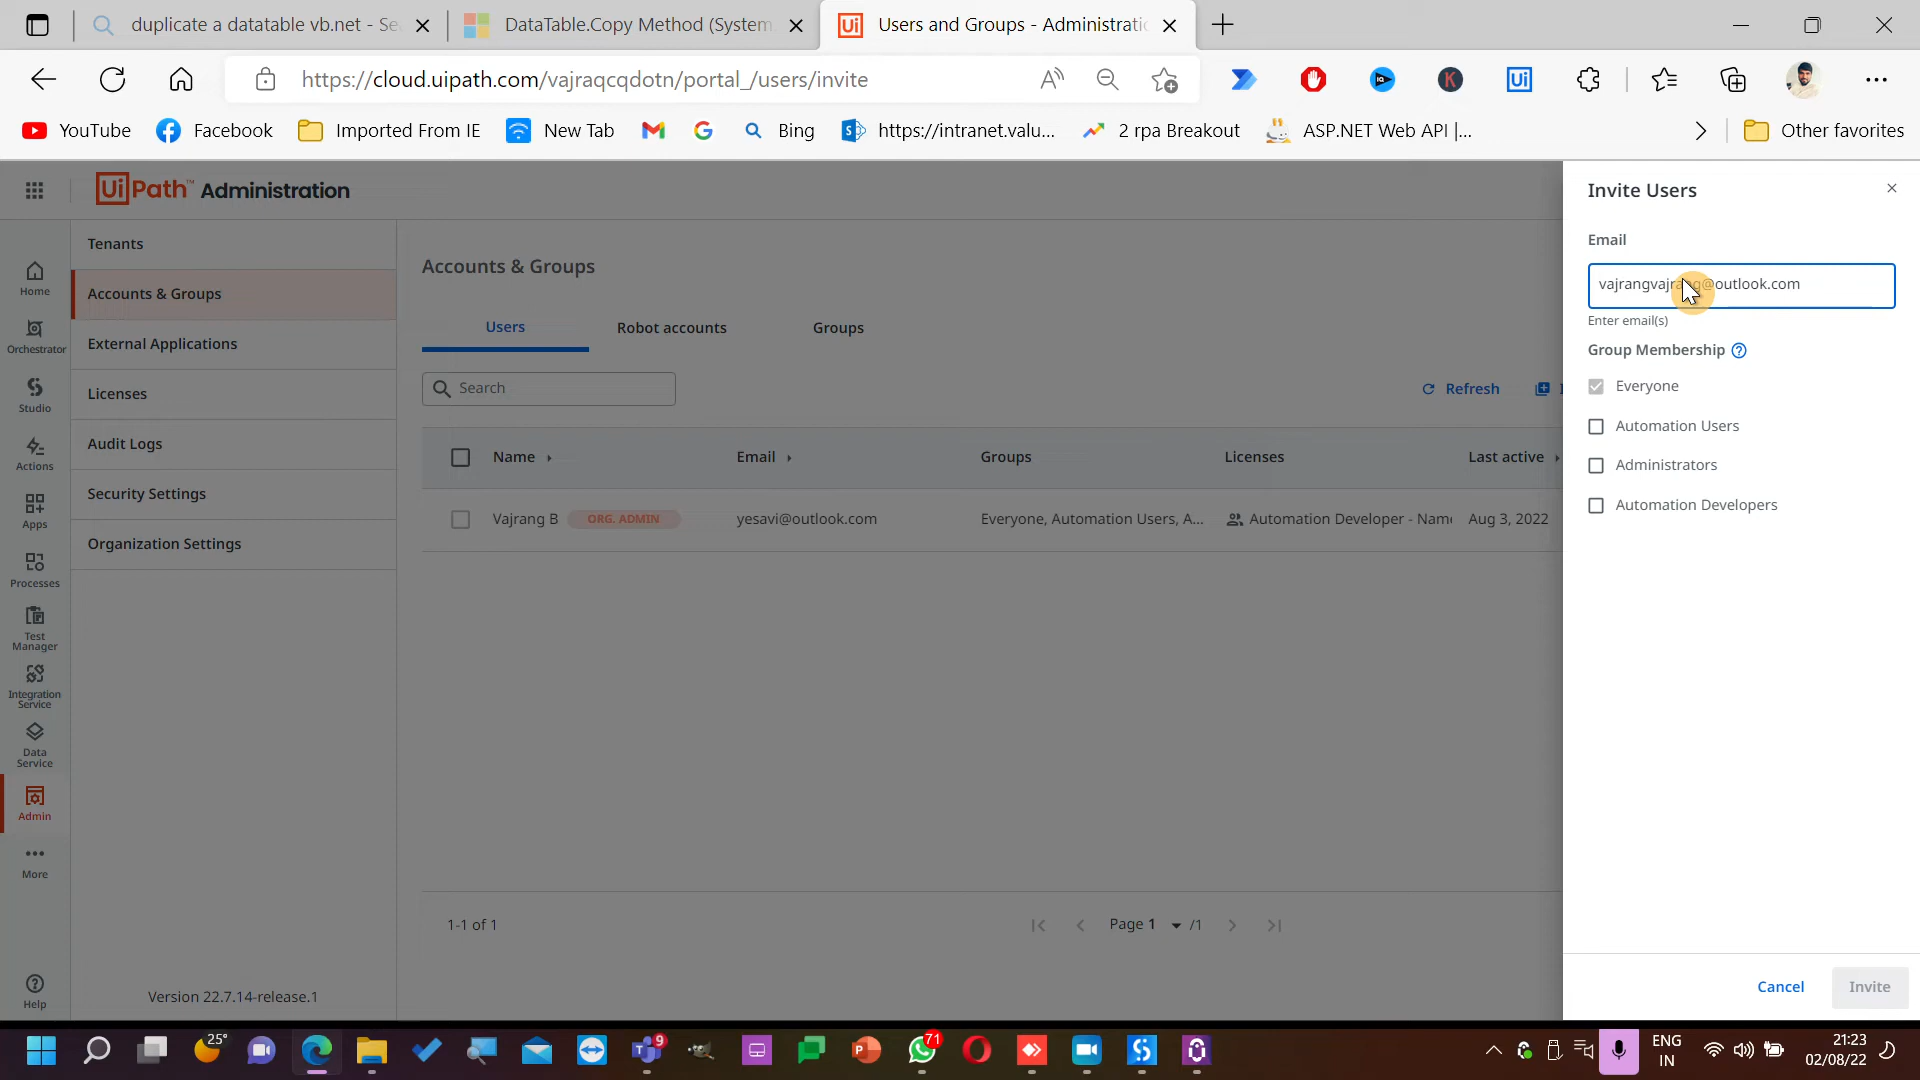 duplicate a datatable vb.net - Se
DataTable.Copy Method (System
Users and Groups - Administratic
https://cloud.uipath.com/vajraqcqdotn/portal_/users/invite
YouTube
Facebook
Imported From IE
New Tab
Bing
https://intranet.valu...
2 rpa Breakout
ASP.NET Web API |...
Other favorites
UiPath™ Administration
Invite Users
Home
Orchestrator
Studio
Actions
Apps
Processes
Test Manager
Integration Service
Data Service
Admin
More
Help
Tenants
Accounts & Groups
External Applications
Licenses
Audit Logs
Security Settings
Organization Settings
Version 22.7.14-release.1
Accounts & Groups
Users Robot accounts Groups
Search
Refresh
Name Email Groups Licenses Last active
Vajrang B ORG. ADMIN yesavi@outlook.com Everyone, Automation Users, A... Automation Developer - Name Aug 3, 2022
1-1 of 1
Page 1 /1
Email
vajrangvajrang@outlook.com
Enter email(s)
Group Membership
Everyone
Automation Users
Administrators
Automation Developers
Cancel Invite
25°
9
71
ENG
IN
21:23
02/08/22